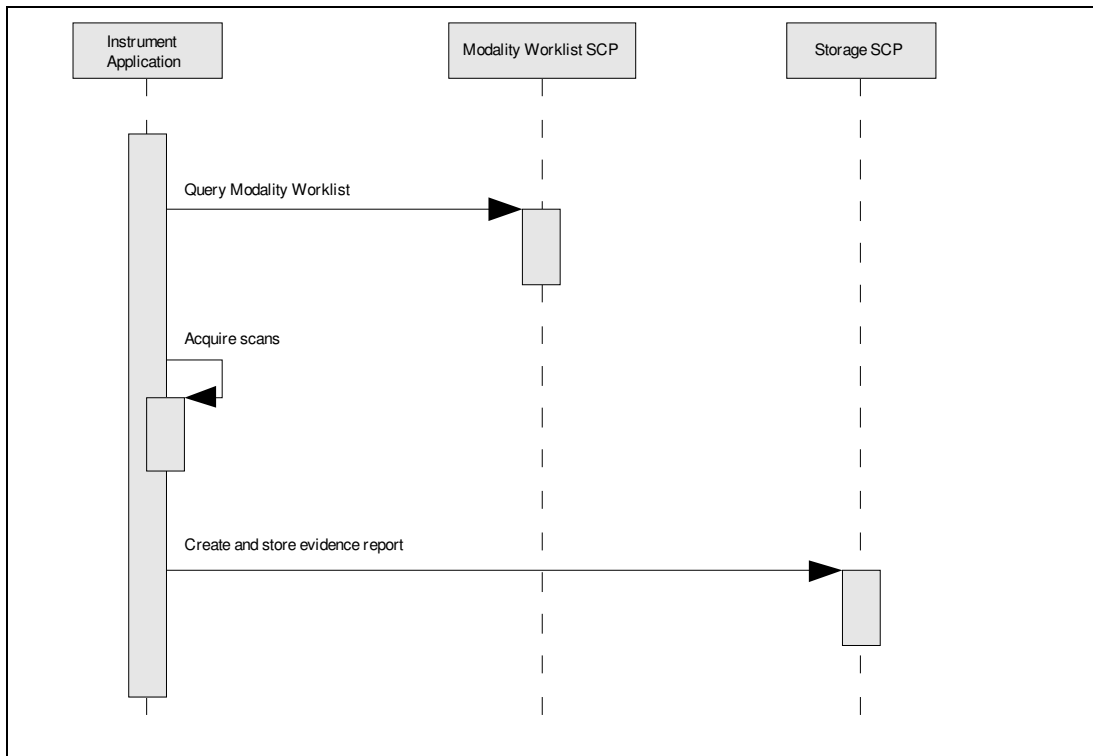 Instrument
Application
Modality Worklist SCP
Storage SCP
Query Modality Worklist
Acquire scans
Create and store evidence report